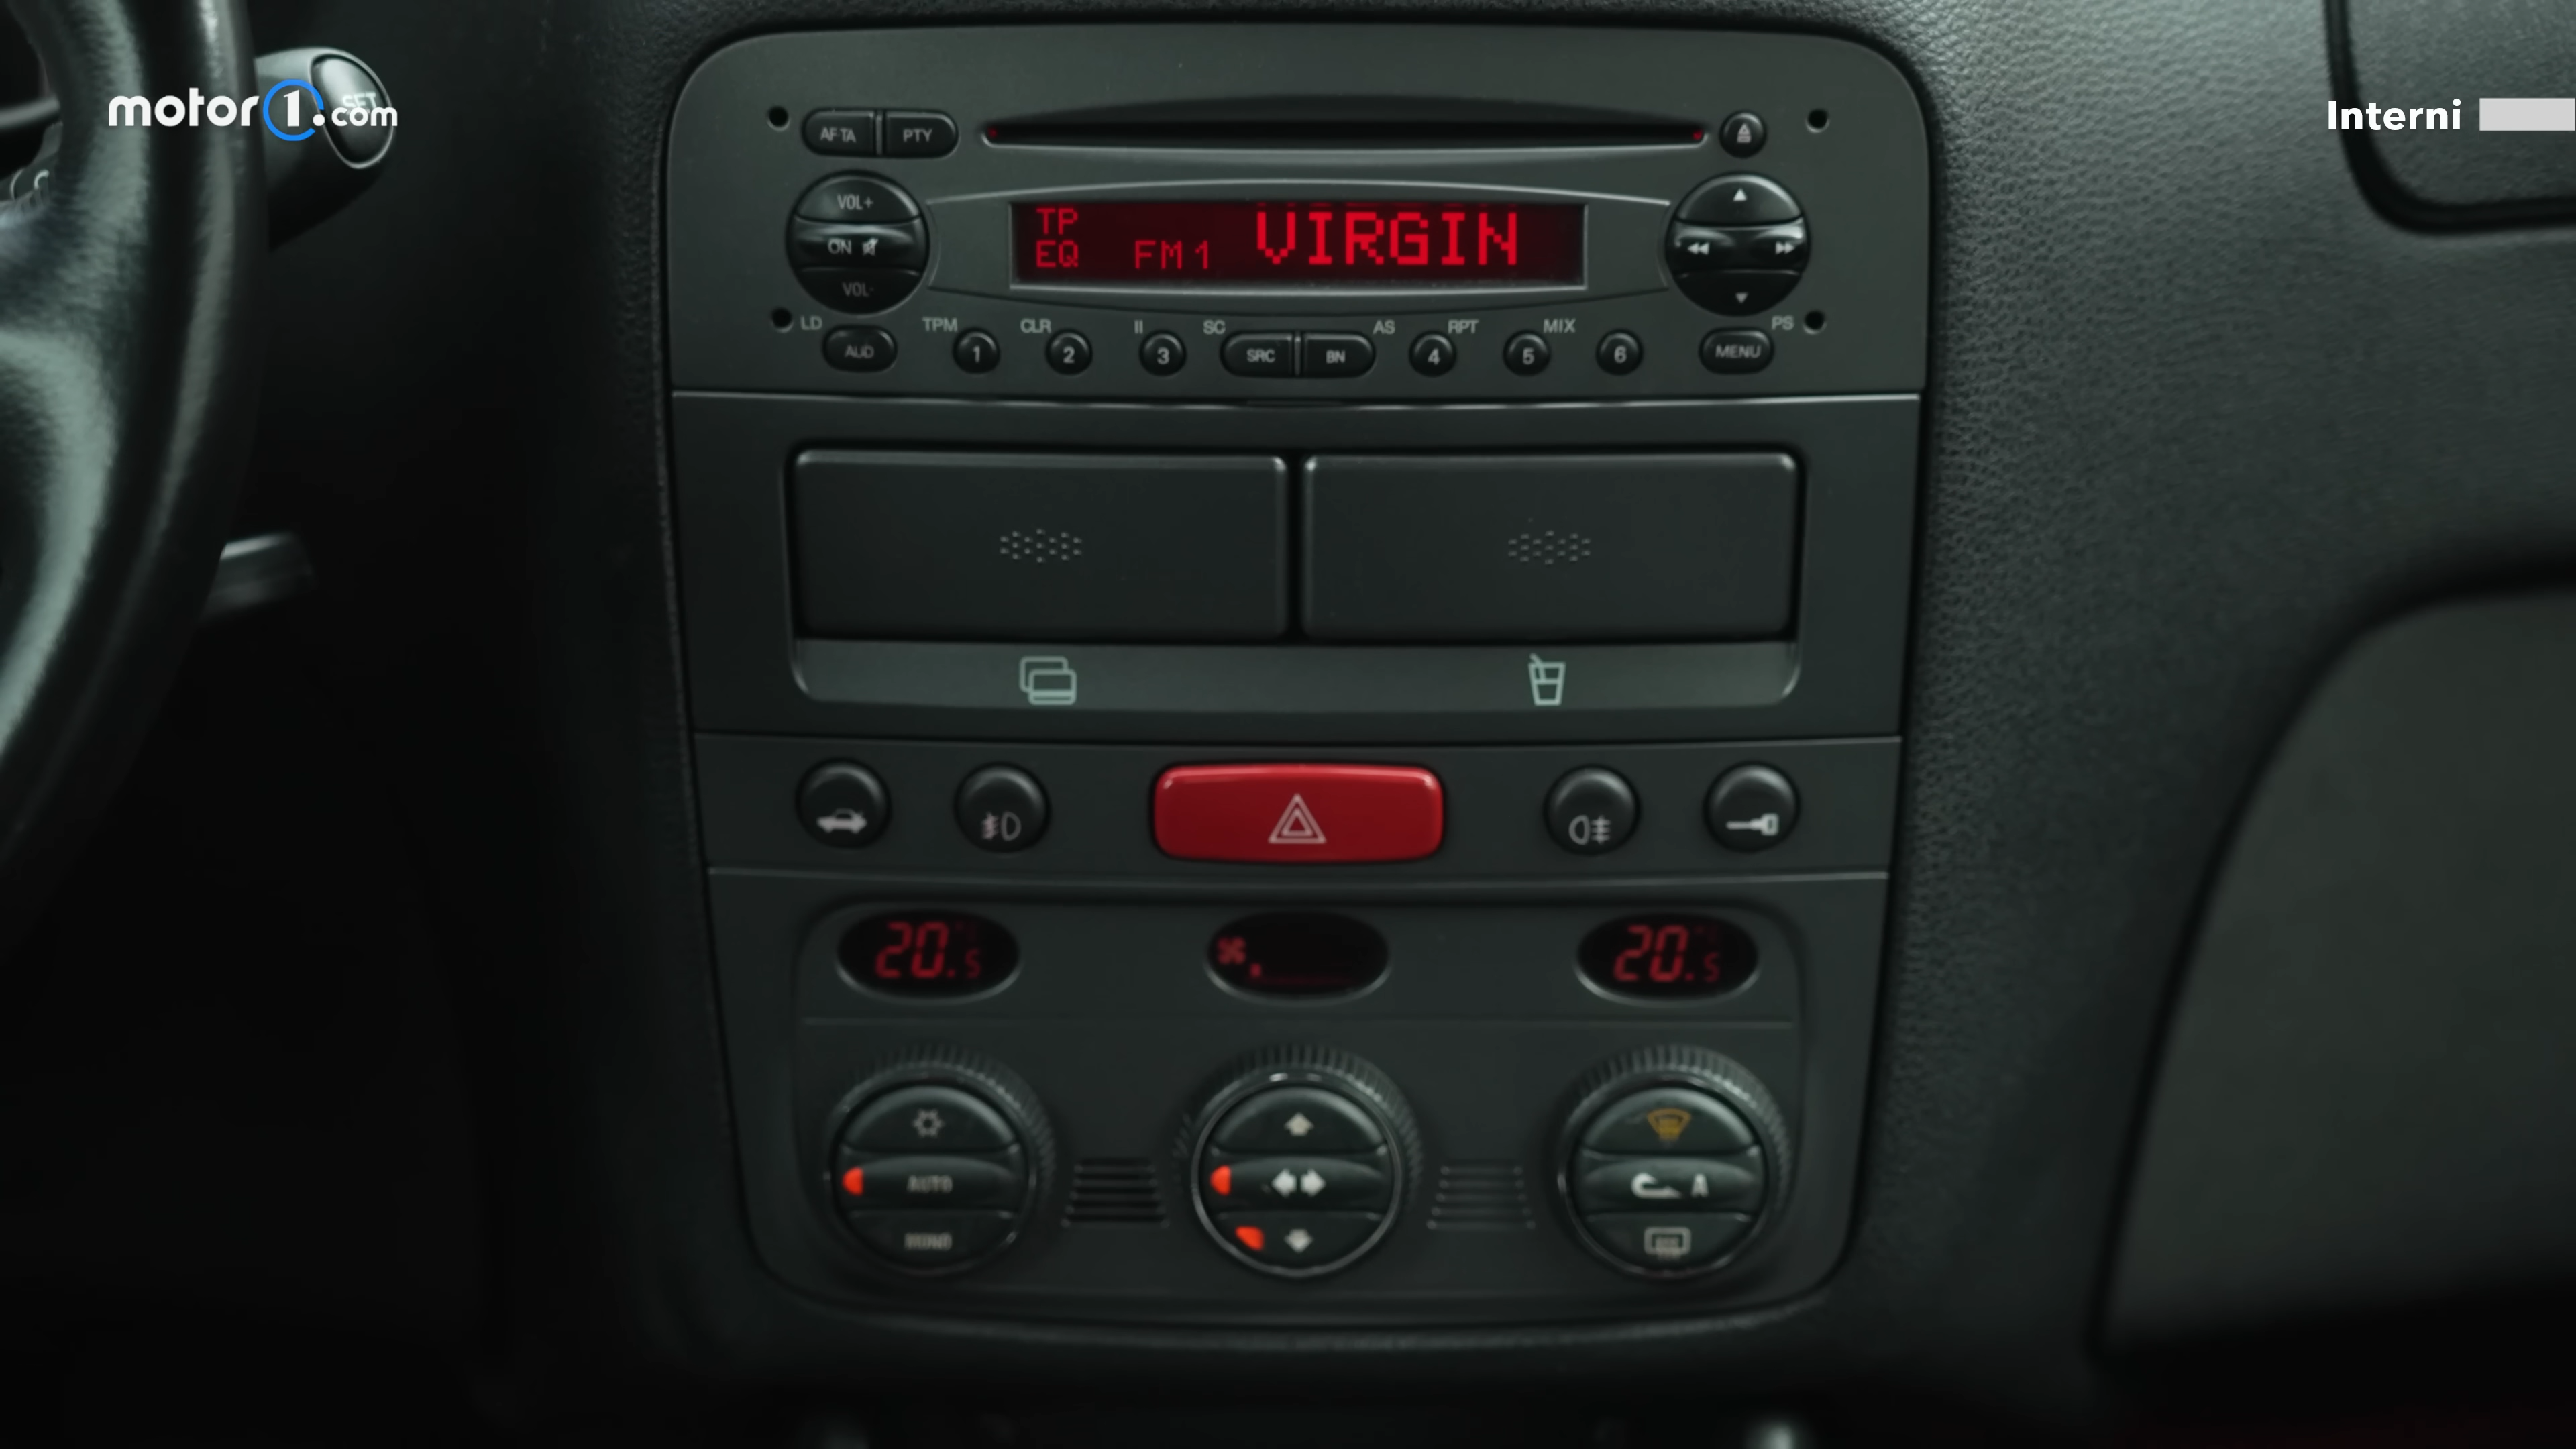 motor1.com
SET
Interni
AF TA PTY
VOL+
ON
VOL-
TP
EQ FM 1 VIRGIN
LD TPM CLR II SC AS RPT MIX PS
AUD 1 2 3 SRC BN 4 5 6 MENU
20.5 20.5
AUTO A
MONO